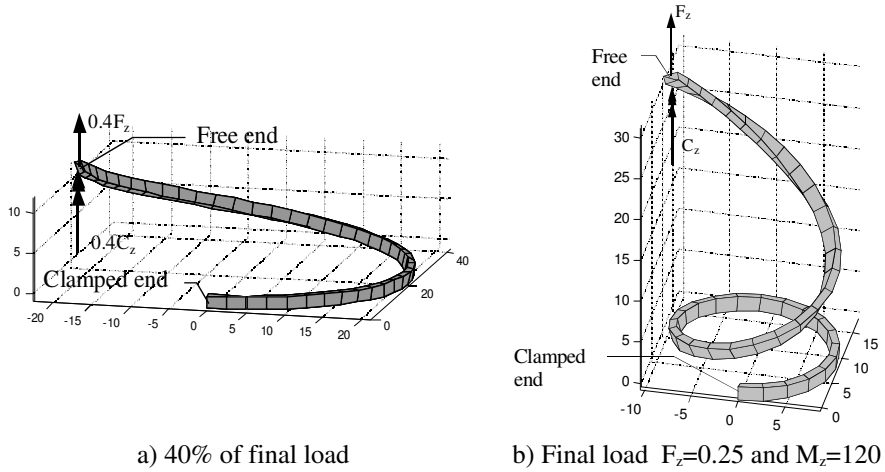 0.4F_z
Free end
0.4C_z
Clamped end
10
5
0
-20
-15
-10
-5
0
5
10
15
20
0
20
40
a) 40% of final load
F_z
Free
end
C_z
Clamped
end
30
25
20
15
10
5
0
-10
-5
0
5
0
5
10
15
b) Final load F_z=0.25 and M_z=120